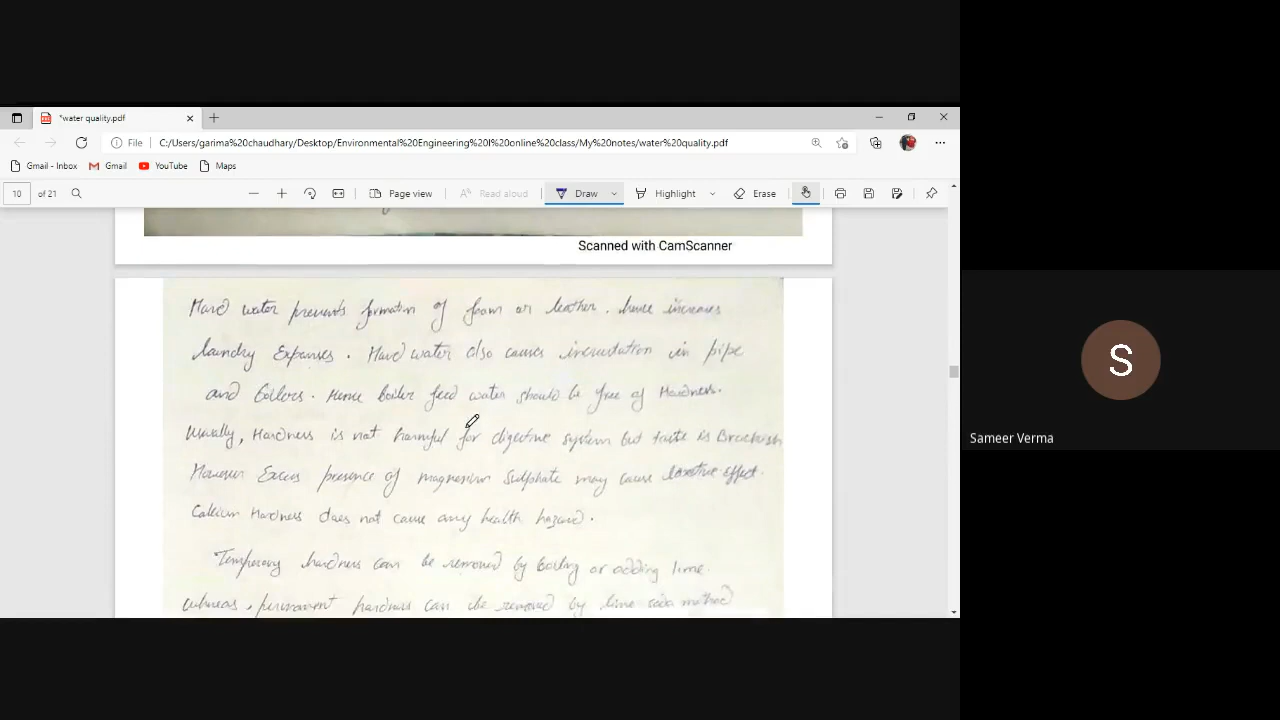 *water quality.pdf
File
C:/Users/garima%20chaudhary/Desktop/Environmental%20Engineering%20I%20online%20class/My%20notes/water%20quality.pdf
Gmail - Inbox Gmail YouTube Maps
10 of 21 Page view Read aloud Draw Highlight Erase
Scanned with CamScanner
Hard water prevents formation of foam or leather. hence increases
laundry Expenses. Hard water also causes incrustation in pipe
and boilers. Hence boiler feed water should be free of Hardness.
Usually, Hardness is not harmful for digestive system but taste is Brackish
However Excess presence of magnesium Sulphate may cause laxative effect.
Calcium Hardness does not cause any health hazard.
Temporary hardness can be removed by boiling or adding lime.
whereas, permanent hardness can be removed by lime soda method
S
Sameer Verma